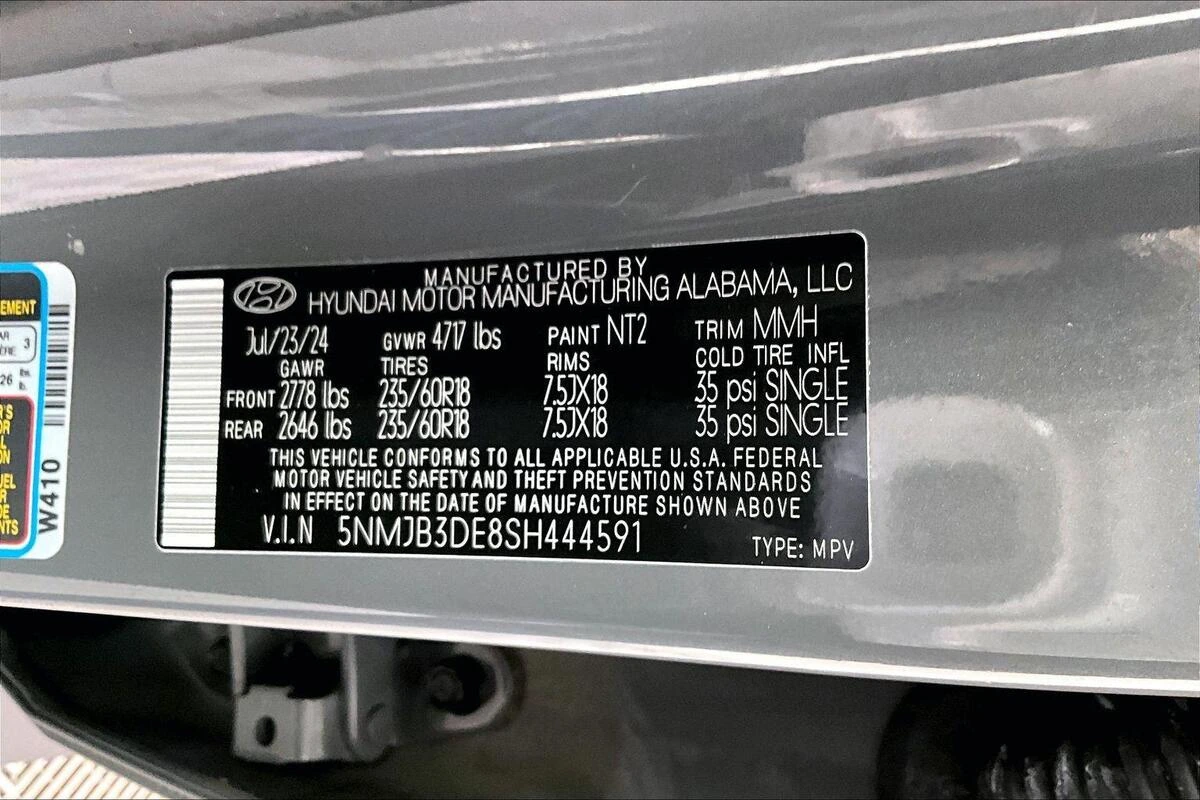 MANUFACTURED BY
HYUNDAI MOTOR MANUFACTURING ALABAMA, LLC
Jul/23/24 GVWR 4717 lbs PAINT NT2 TRIM MMH
GAWR TIRES RIMS COLD TIRE INFL
FRONT 2778 lbs 235/60R18 7.5JX18 35 psi SINGLE
REAR 2646 lbs 235/60R18 7.5JX18 35 psi SINGLE
THIS VEHICLE CONFORMS TO ALL APPLICABLE U.S.A. FEDERAL
MOTOR VEHICLE SAFETY AND THEFT PREVENTION STANDARDS
IN EFFECT ON THE DATE OF MANUFACTURE SHOWN ABOVE
V.I.N 5NMJB3DE8SH444591 TYPE: MPV
W410
3
26